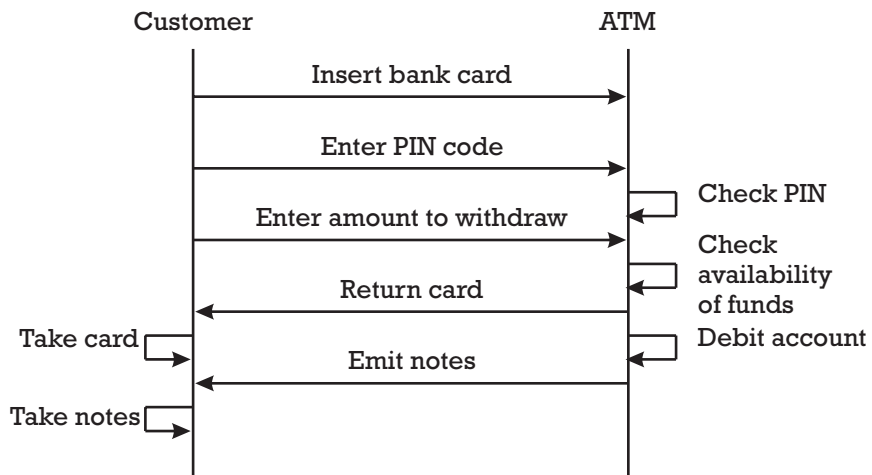 Customer
ATM
Insert bank card
Enter PIN code
Check PIN
Enter amount to withdraw
Check
availability
of funds
Return card
Take card
Debit account
Emit notes
Take notes